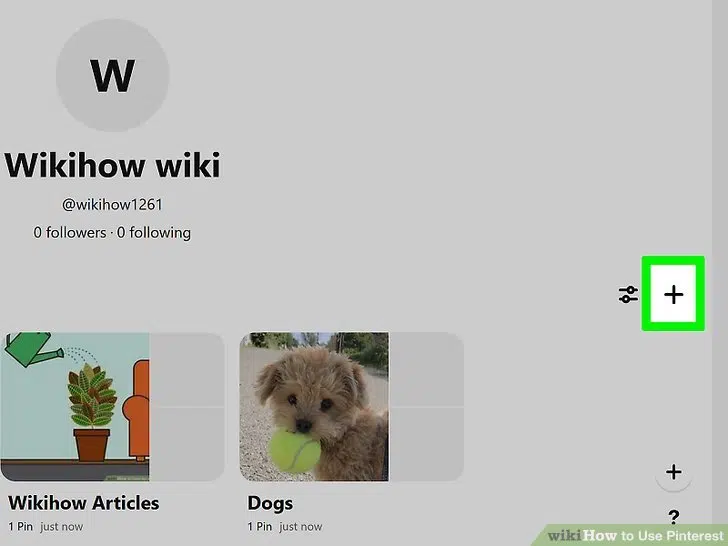 W
Wikihow wiki
@wikihow1261
0 followers · 0 following
Wikihow Articles
1 Pin just now
Dogs
1 Pin just now
?
wikiHow to Use Pinterest